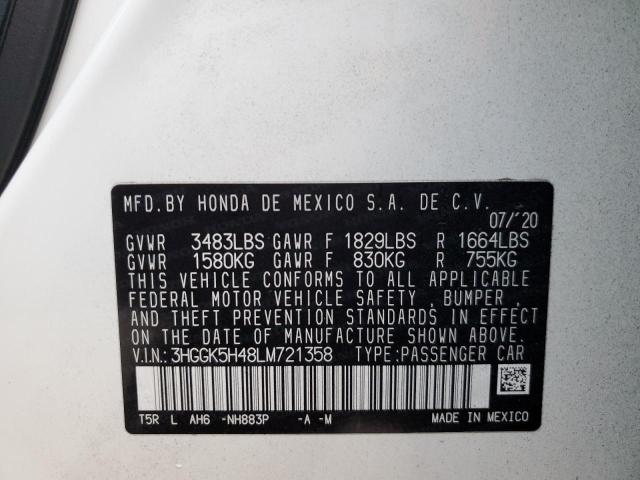 MFD.BY HONDA DE MEXICO S.A. DE C.V.
07/'20
GVWR 3483LBS GAWR F 1829LBS R 1664LBS
GVWR 1580KG GAWR F 830KG R 755KG
THIS VEHICLE CONFORMS TO ALL APPLICABLE
FEDERAL MOTOR VEHICLE SAFETY , BUMPER ,
AND THEFT PREVENTION STANDARDS IN EFFECT
ON THE DATE OF MANUFACTURE SHOWN ABOVE.
V.I.N.: 3HGGK5H48LM721358 TYPE:PASSENGER CAR
T5R L AH6 -NH883P -A -M MADE IN MEXICO